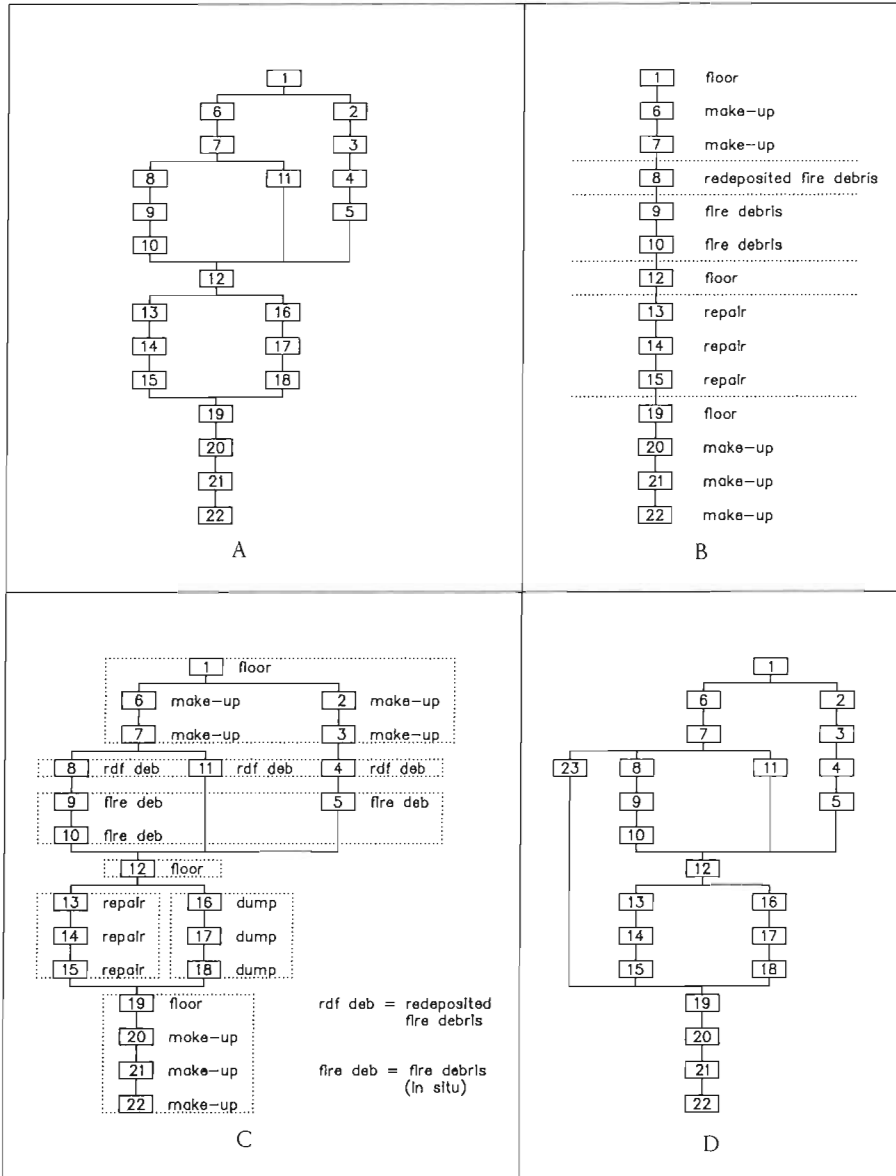 1
6 2
7 3
8 11 4
9 5
10
12
13 16
14 17
15 18
19
20
21
22
A
1 floor
6 make-up
7 make-up
8 redeposited fire debris
9 fire debris
10 fire debris
12 floor
13 repair
14 repair
15 repair
19 floor
20 make-up
21 make-up
22 make-up
B
1 floor
6 make-up 2 make-up
7 make-up 3 make-up
8 rdf deb 11 rdf deb 4 rdf deb
9 fire deb 5 fire deb
10 fire deb
12 floor
13 repair 16 dump
14 repair 17 dump
15 repair 18 dump
19 floor
20 make-up
21 make-up
22 make-up
rdf deb = redeposited
fire debris
fire deb = fire debris
(in situ)
C
1
6 2
7 3
23 8 11 4
9 5
10
12
13 16
14 17
15 18
19
20
21
22
D